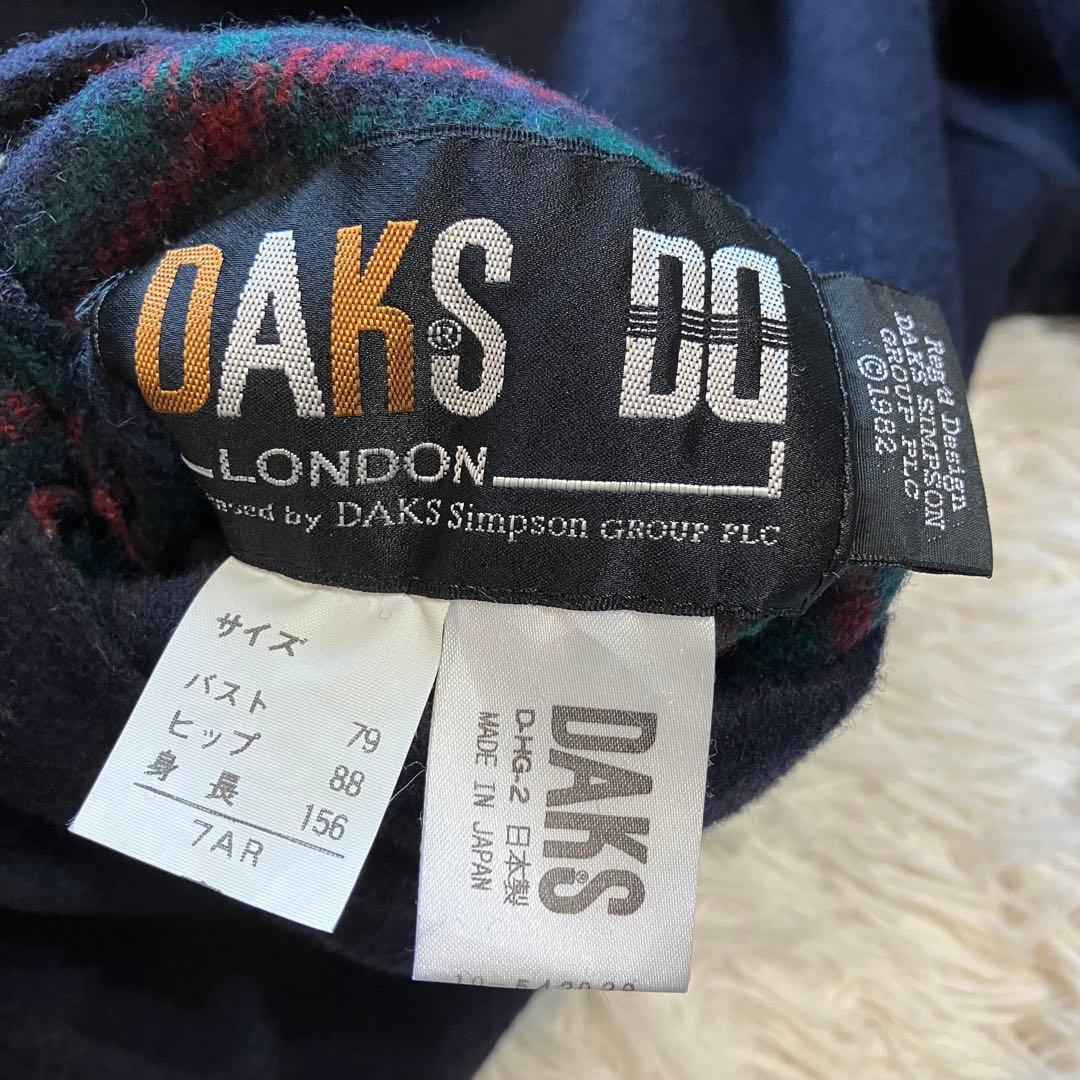 DAKS® DD
LONDON
by DAKS Simpson GROUP PLC
Reg'd Design
DAKS SIMPSON
GROUP PLC
©1982
サイズ
バスト 79
ヒップ 88
身長 156
7AR
DAKS®
D-HG-2 日本製
MADE IN JAPAN